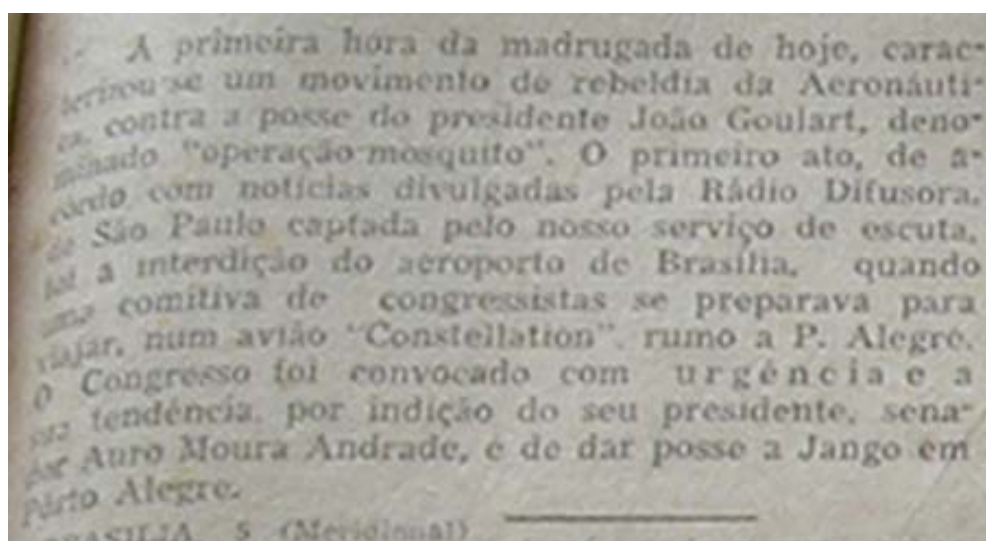 A primeira hora da madrugada de hoje, carac-
terizou-se um movimento de rebeldia da Aeronáuti-
ca, contra a posse do presidente João Goulart, deno-
minado "operação-mosquito". O primeiro ato, de a-
côrdo com notícias divulgadas pela Rádio Difusora,
de São Paulo captada pelo nosso serviço de escuta,
foi a interdição do aeroporto de Brasília, quando
uma comitiva de congressistas se preparava para
viajar, num avião "Constellation", rumo a P. Alegre.
O Congresso foi convocado com urgência e a
sua tendência, por indição do seu presidente, sena-
dor Auro Moura Andrade, é de dar posse a Jango em
Pôrto Alegre.
BRASILIA, 5 (Meridional)